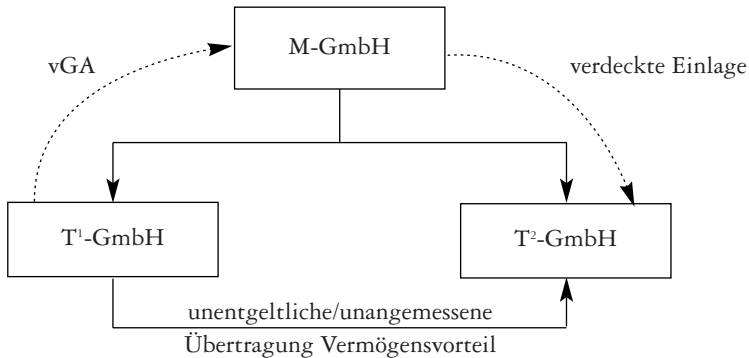 M-GmbH
vGA
verdeckte Einlage
T¹-GmbH
T²-GmbH
unentgeltliche/unangemessene
Übertragung Vermögensvorteil